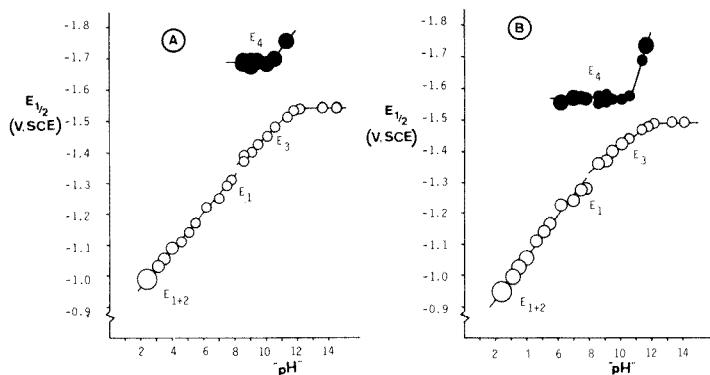 A
-1.8
-1.7
-1.6
-1.5
-1.4
-1.3
-1.2
-1.1
-1.0
-0.9
E1/2
(V.SCE)
E4
E3
E1
E1+2
2 4 6 8 10 12 14
"pH"
B
-1.8
-1.7
-1.6
-1.5
-1.4
-1.3
-1.2
-1.1
-1.0
-0.9
E1/2
(V.SCE)
E4
E3
E1
E1+2
2 1 6 8 10 12 14
"pH"